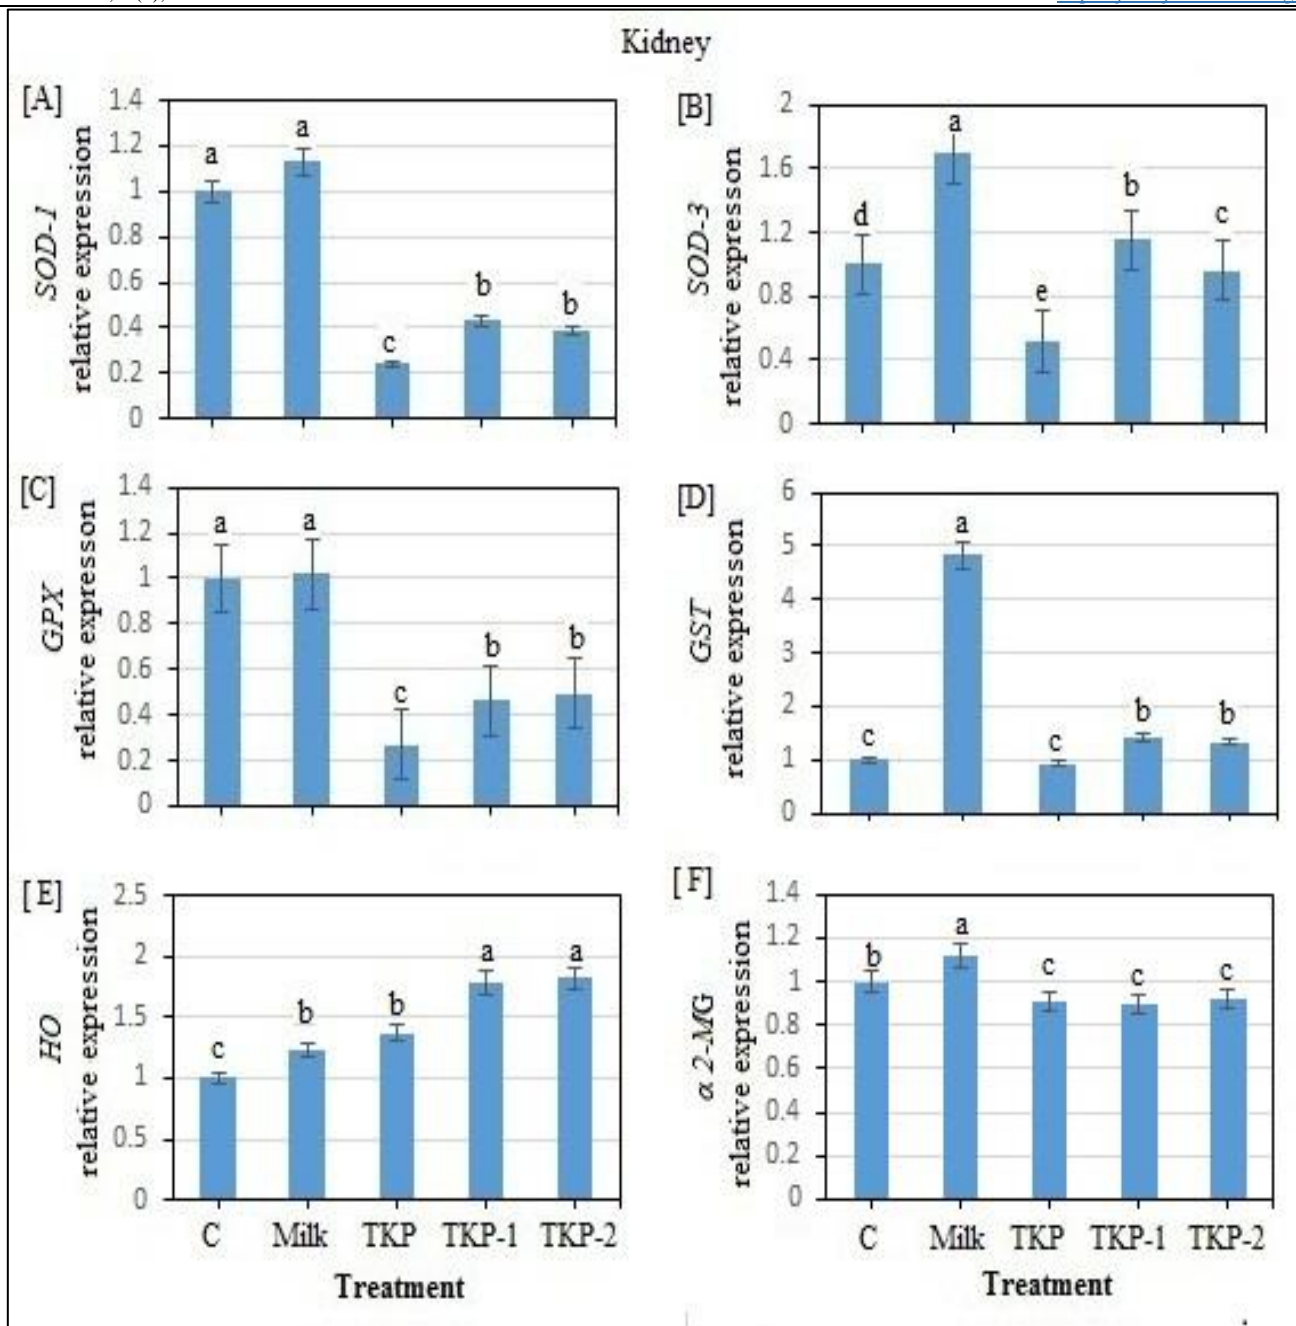 Kidney
[A]
SOD-1
relative expression
1.4
1.2
1
0.8
0.6
0.4
0.2
0
a
a
c
b
b
[B]
SOD-3
relative expresson
2
1.6
1.2
0.8
0.4
0
d
a
e
b
c
[C]
GPX
relative expresson
1.4
1.2
1
0.8
0.6
0.4
0.2
0
a
a
c
b
b
[D]
GST
relative expresson
6
5
4
3
2
1
0
c
a
c
b
b
[E]
HO
relative expression
2.5
2
1.5
1
0.5
0
c
b
b
a
a
C Milk TKP TKP-1 TKP-2
Treatment
[F]
α 2-MG
relative expression
1.4
1.2
1
0.8
0.6
0.4
0.2
0
b
a
c
c
c
C Milk TKP TKP-1 TKP-2
Treatment